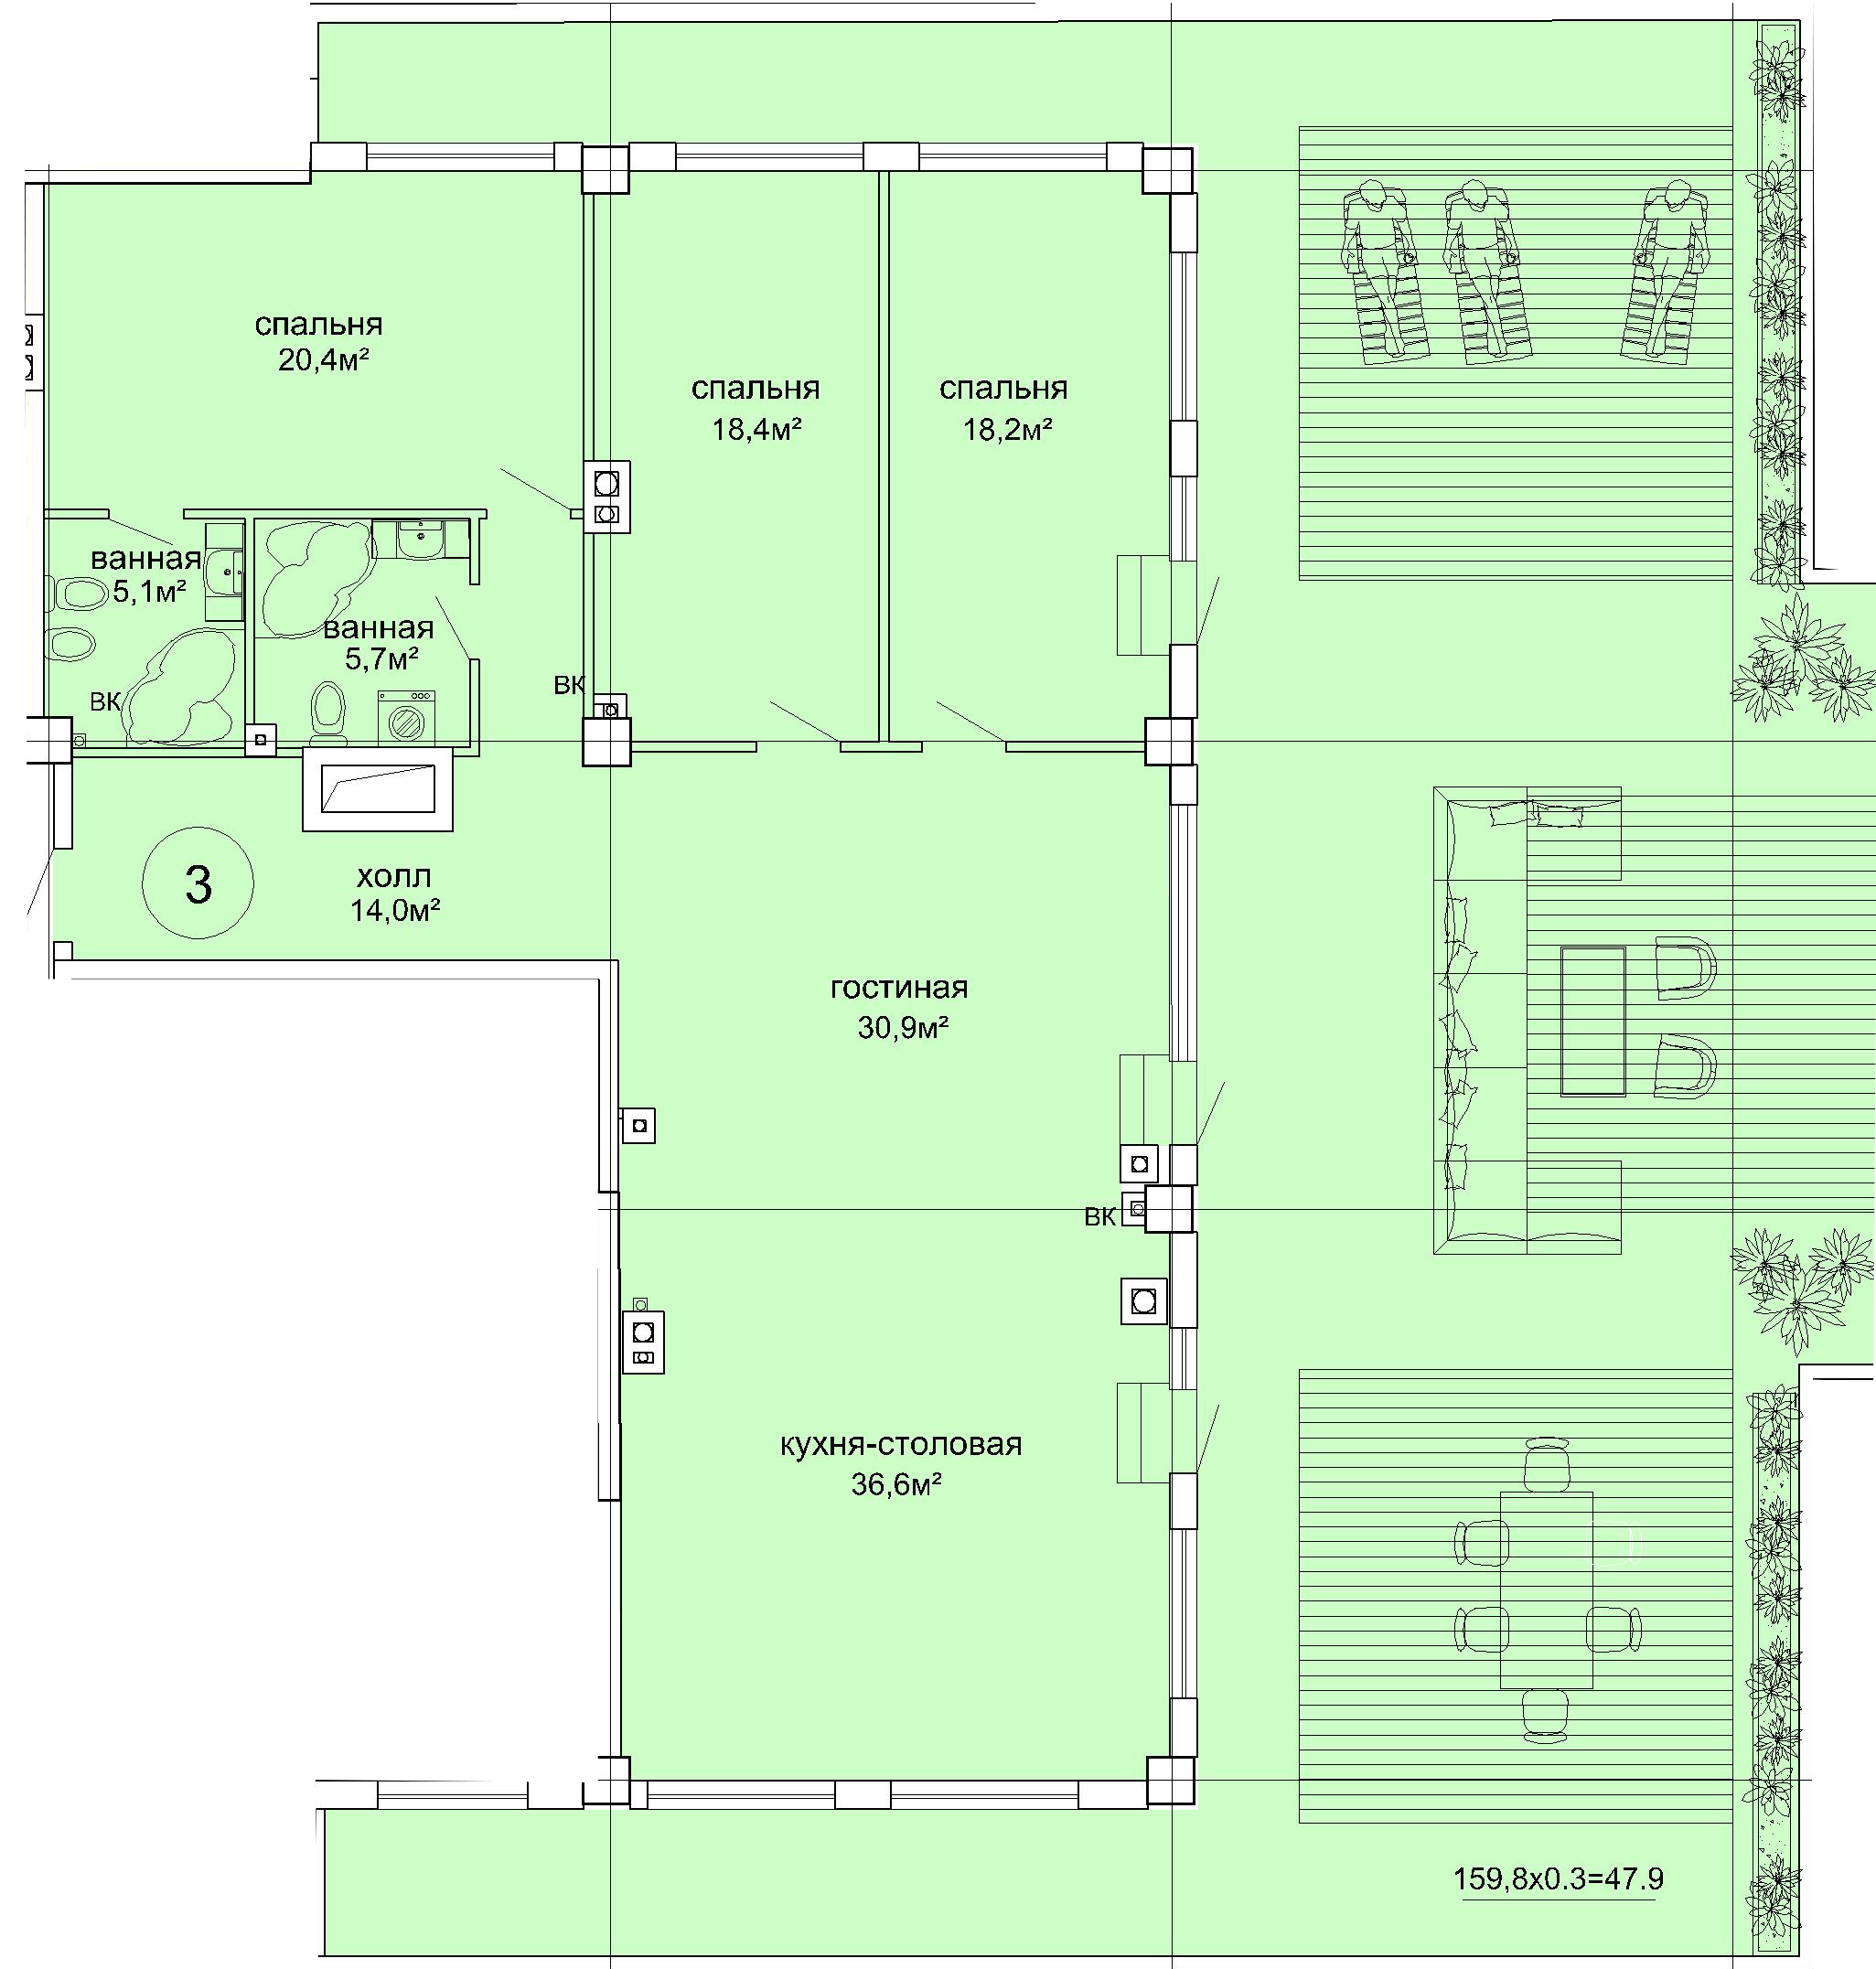 спальня
20,4м²
спальня
18,4м²
спальня
18,2м²
ванная
5,1м²
ванная
5,7м²
ВК
ВК
3
холл
14,0м²
гостиная
30,9м²
ВК
кухня-столовая
36,6м²
159,8x0.3=47.9